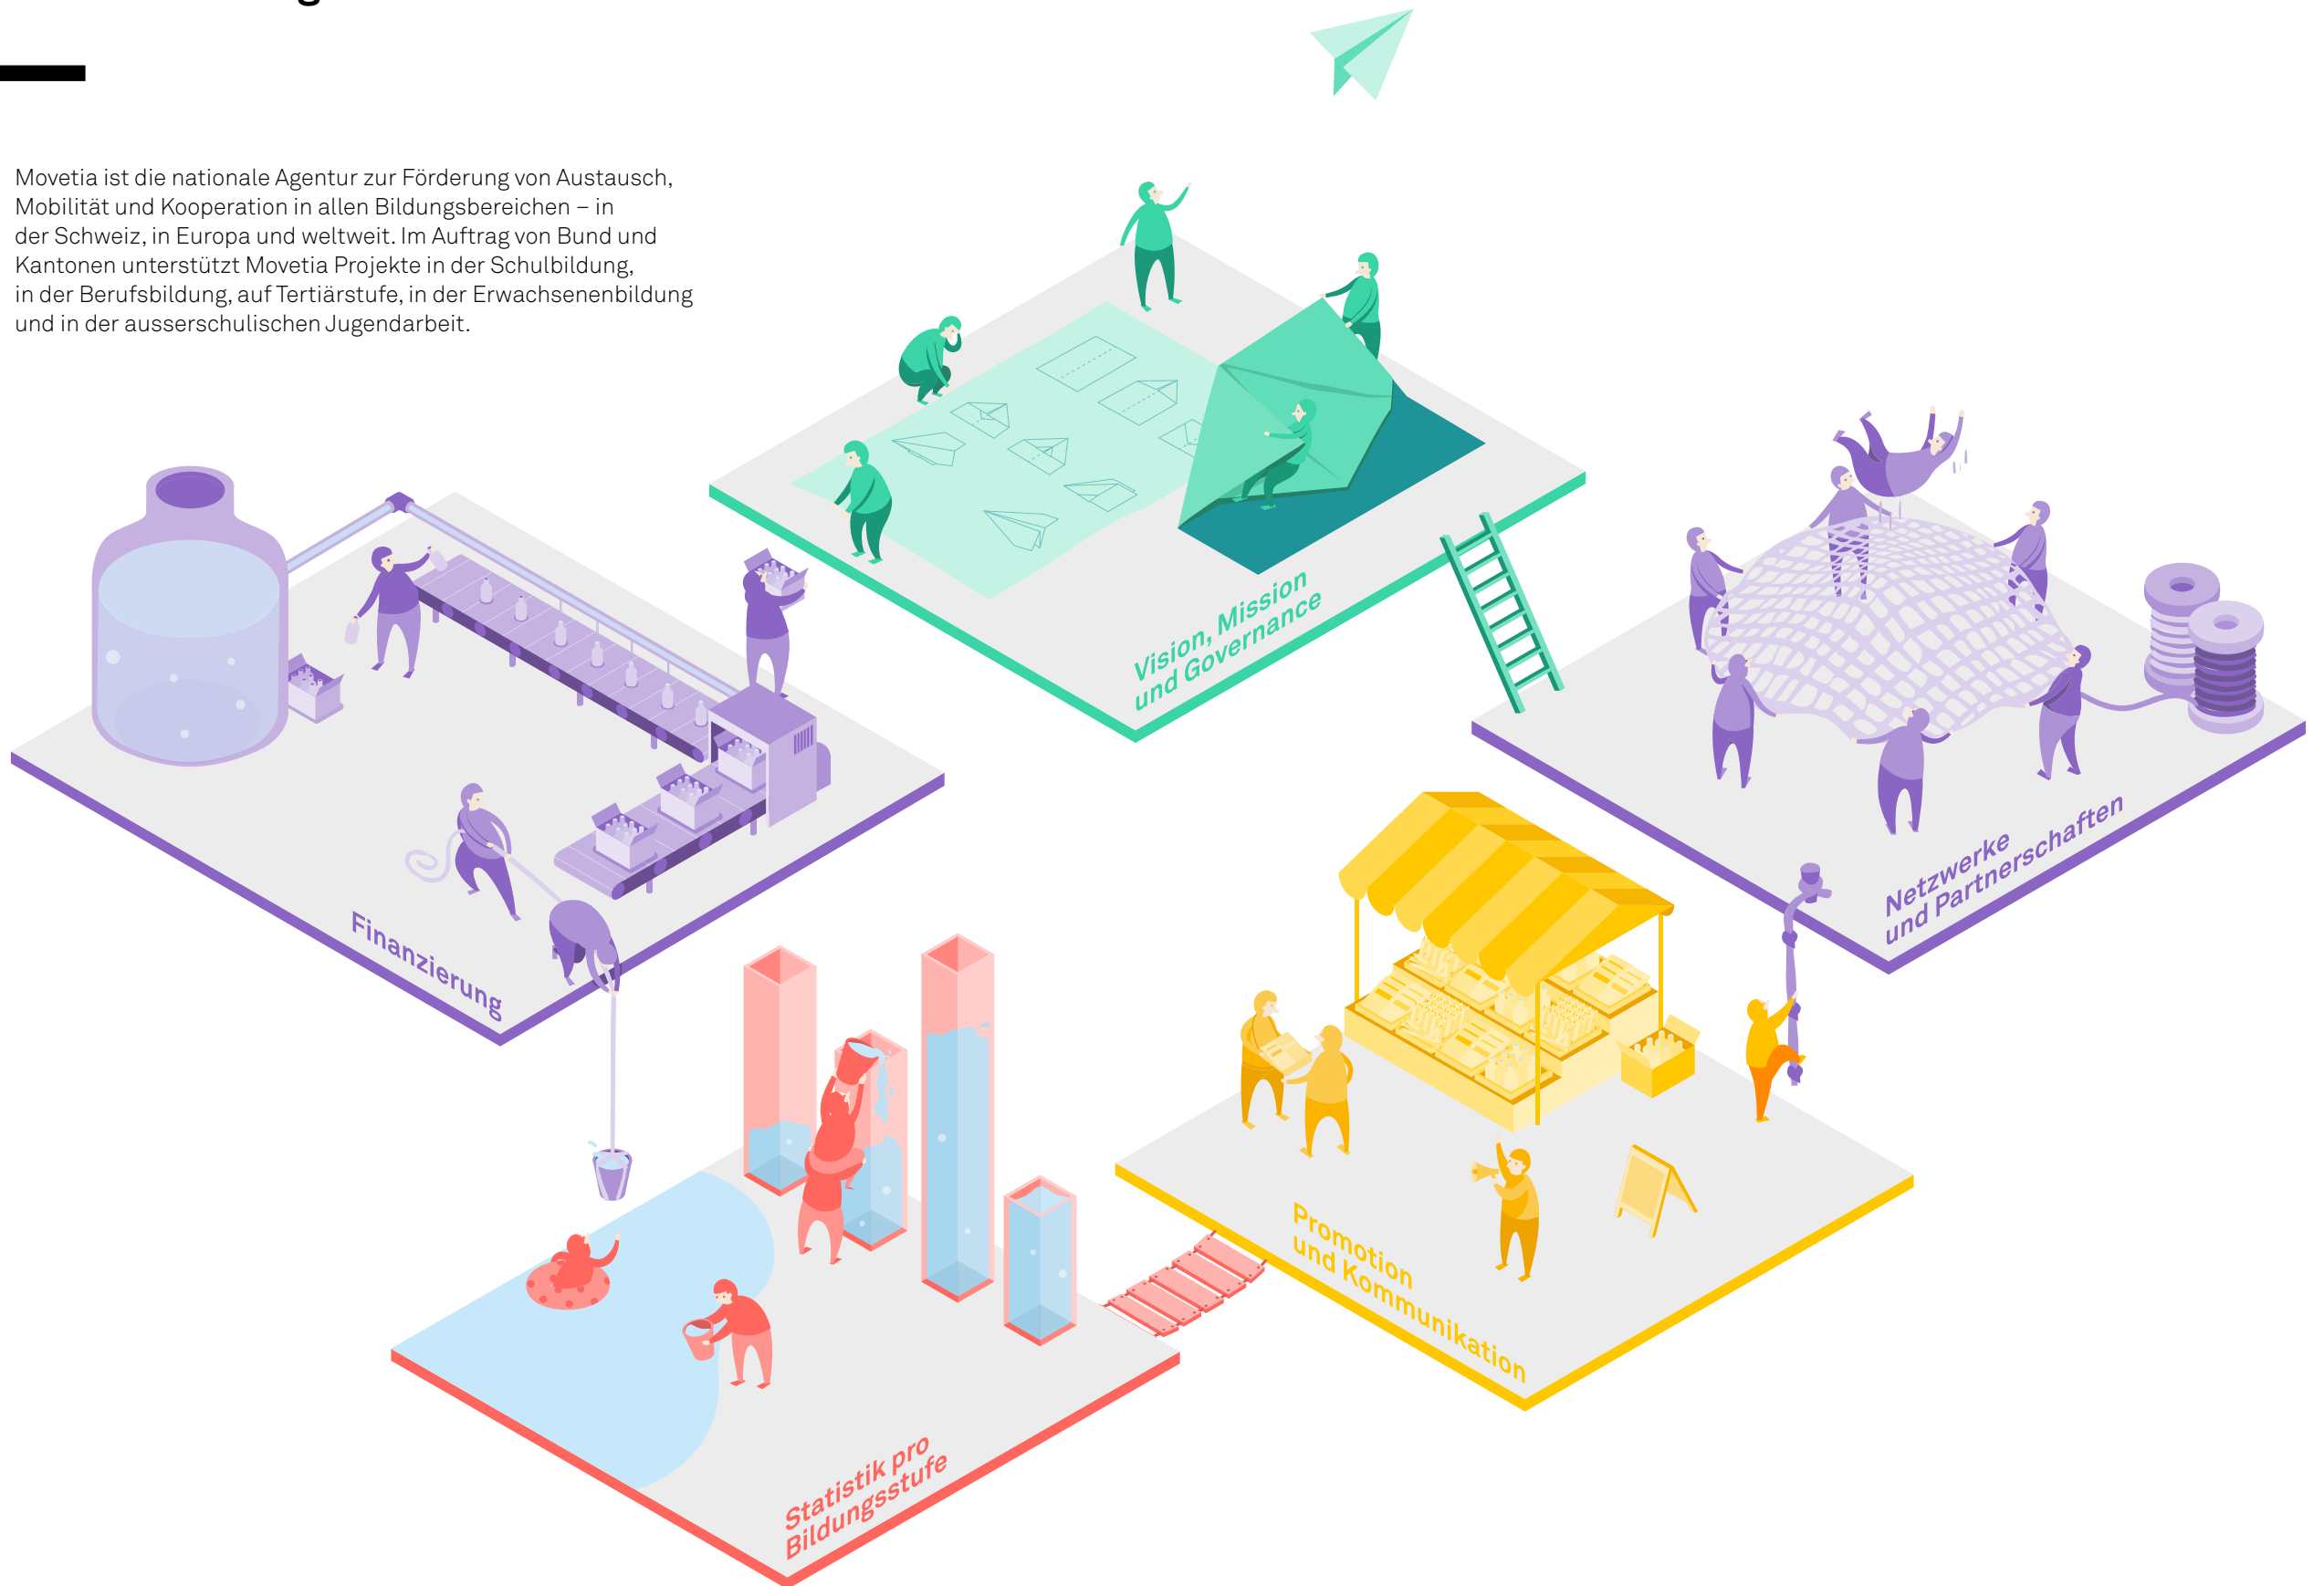 Movetia ist die nationale Agentur zur Förderung von Austausch,
Mobilität und Kooperation in allen Bildungsbereichen – in
der Schweiz, in Europa und weltweit. Im Auftrag von Bund und
Kantonen unterstützt Movetia Projekte in der Schulbildung,
in der Berufsbildung, auf Tertiärstufe, in der Erwachsenenbildung
und in der ausserschulischen Jugendarbeit.
Vision, Mission
und Governance
Netzwerke
und Partnerschaften
Finanzierung
Promotion
und Kommunikation
Statistik pro
Bildungsstufe